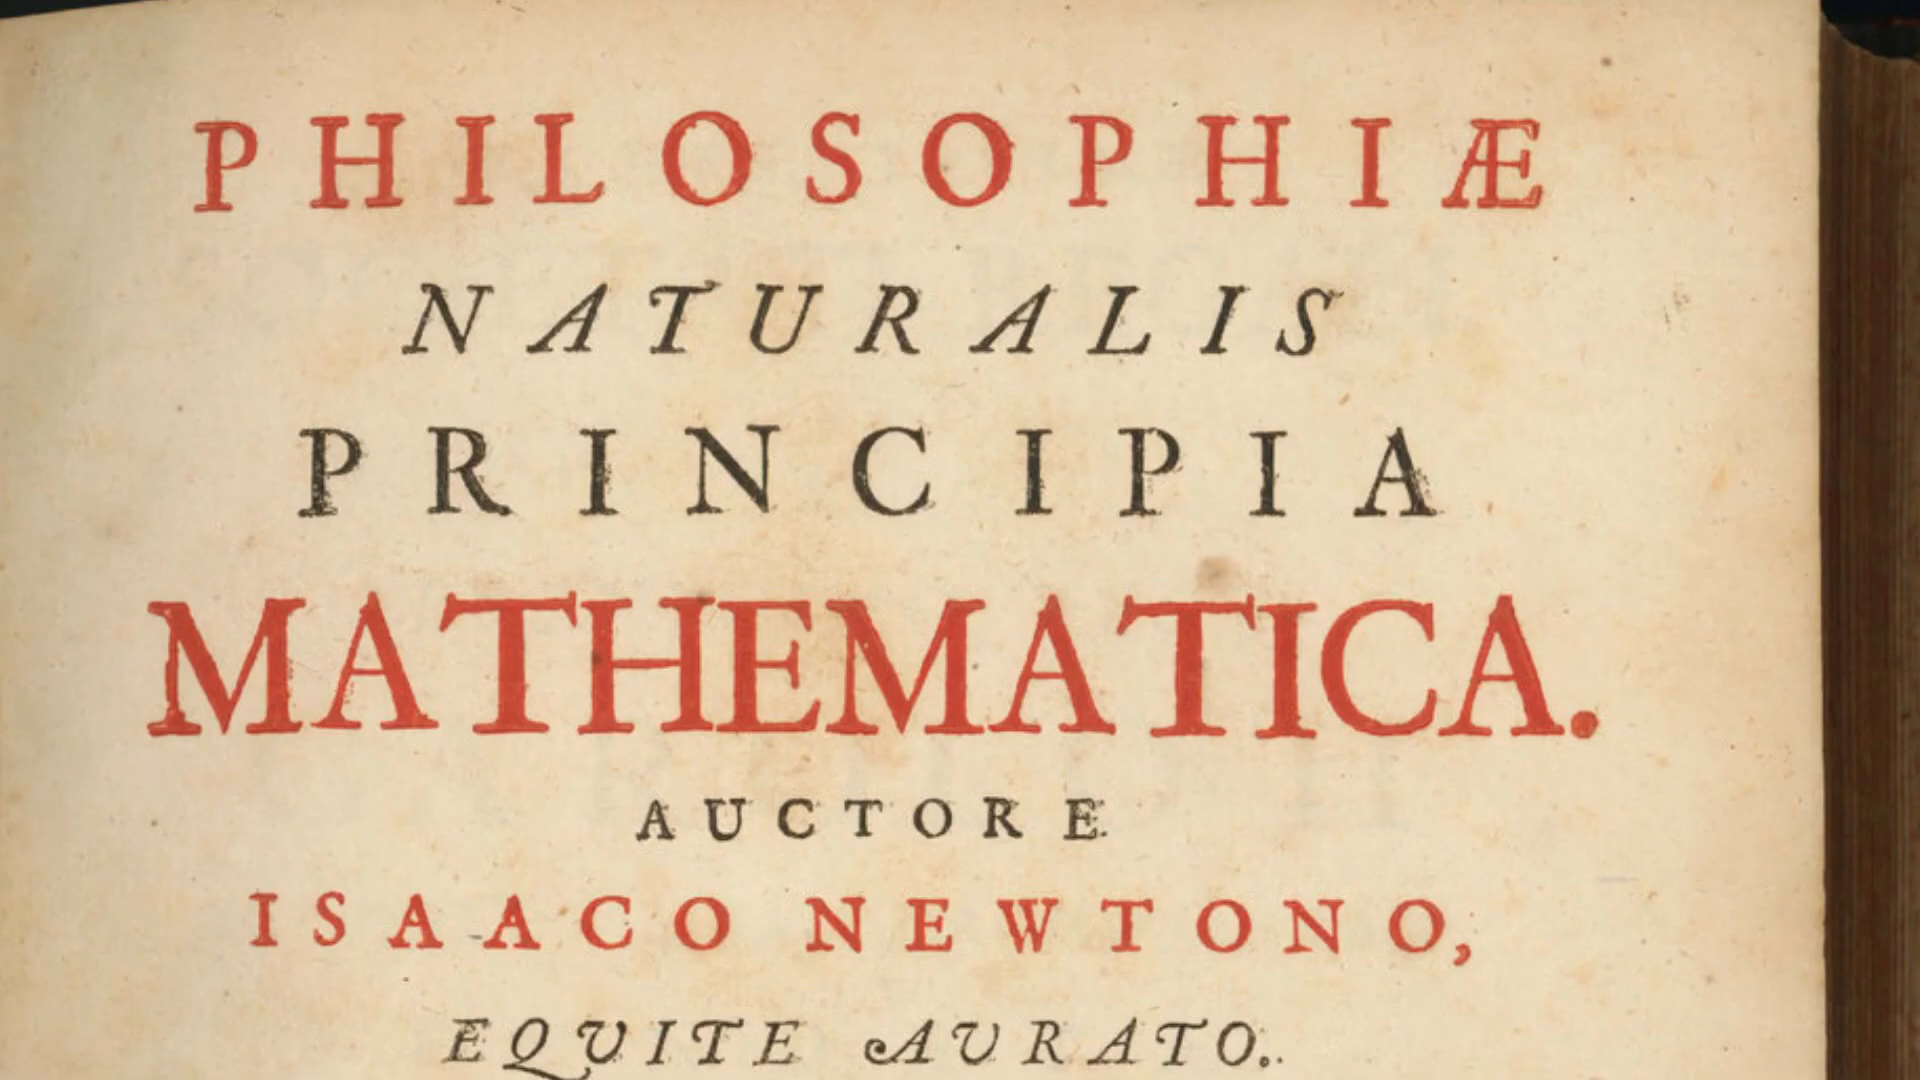 PHILOSOPHIÆ
NATURALIS
PRINCIPIA
MATHEMATICA.
AUCTORE
ISAACO NEWTONO,
EQUITE AURATO.